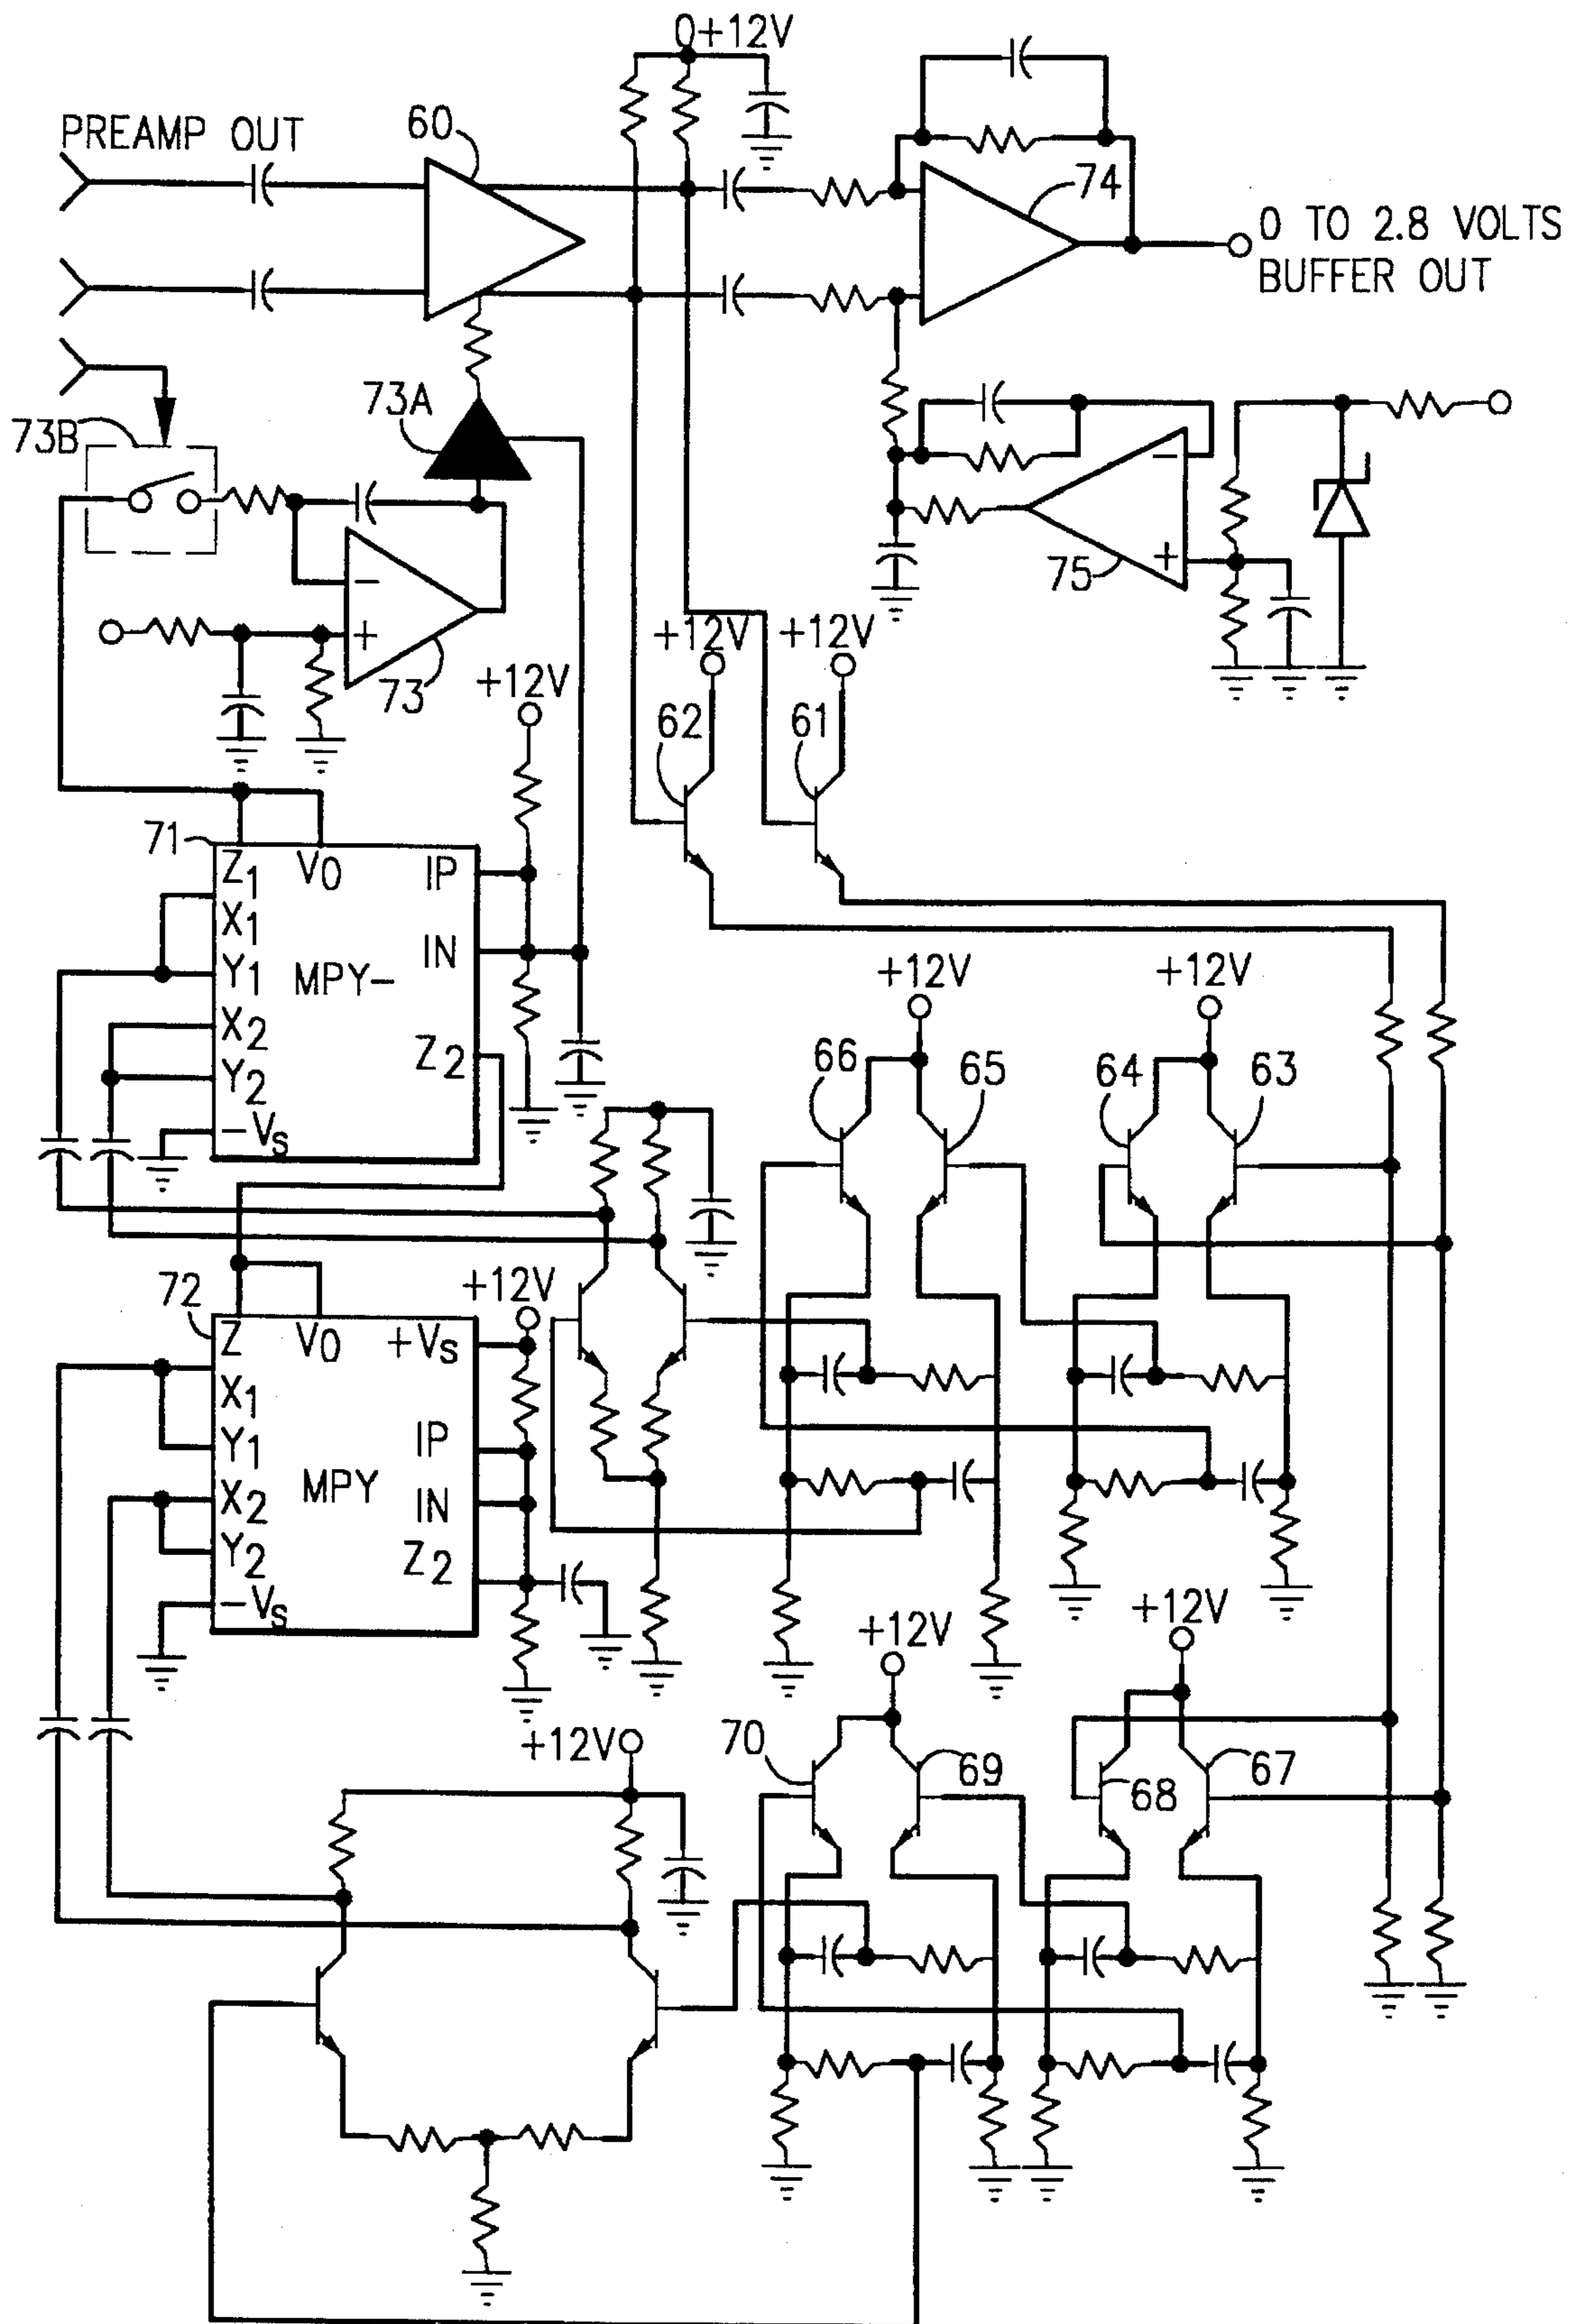 0+12V
PREAMP OUT
60
74
0 TO 2.8 VOLTS
BUFFER OUT
73A
73B
−
+
75
−
+
73
+12V
+12V
+12V
62
61
71
Z1
V0
IP
X1
Y1
MPY-
IN
X2
Z2
Y2
-VS
+12V
+12V
66
65
64
63
72
+12V
Z
V0
+VS
X1
Y1
IP
X2
MPY
IN
Y2
Z2
-VS
+12V
+12V
+12V
70
69
68
67